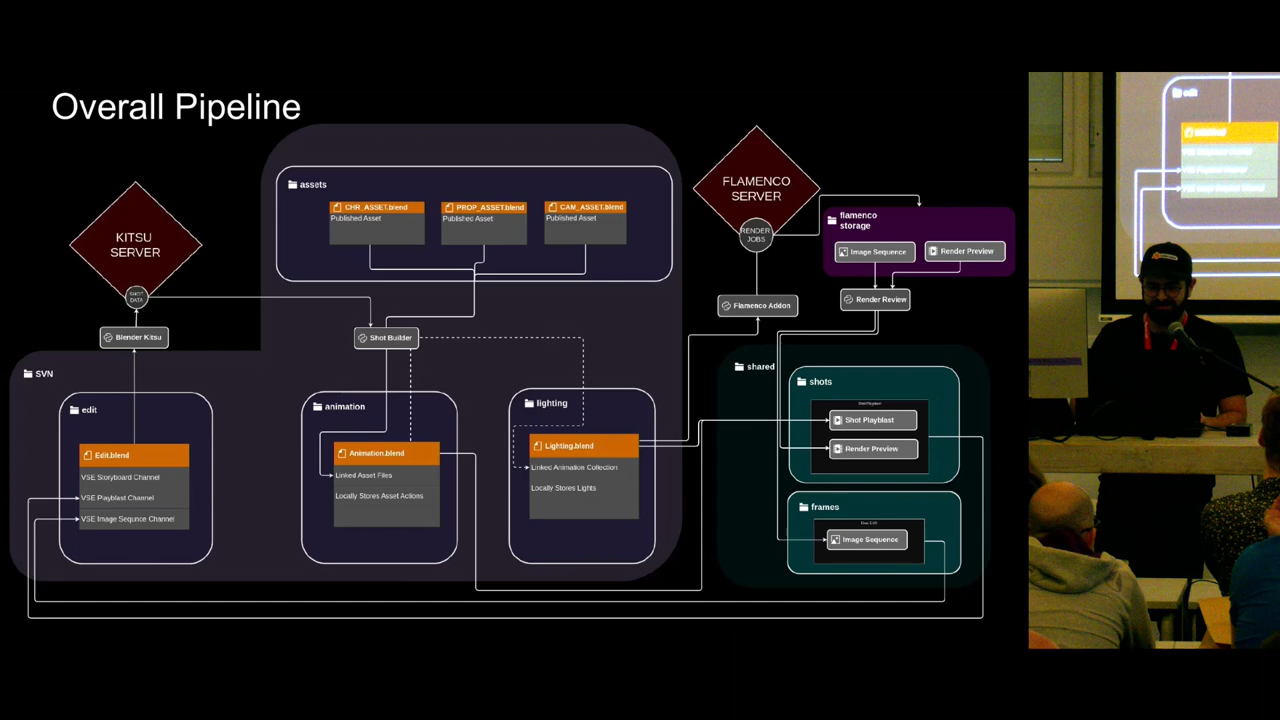 Overall Pipeline
assets
CHR_ASSET.blend
Published Asset
PROP_ASSET.blend
Published Asset
CAM_ASSET.blend
Published Asset
KITSU
SERVER
SHOT
DATA
Blender Kitsu
Shot Builder
FLAMENCO
SERVER
RENDER
JOBS
flamenco
storage
Image Sequence
Render Preview
Flamenco Addon
Render Review
SVN
edit
Edit.blend
VSE Storyboard Channel
VSE Playblast Channel
VSE Image Sequnce Channel
animation
Animation.blend
Linked Asset Files
Locally Stores Asset Actions
lighting
Lighting.blend
Linked Animation Collection
Locally Stores Lights
shared
shots
Shot Playblast
Render Preview
frames
Image Sequence
edit